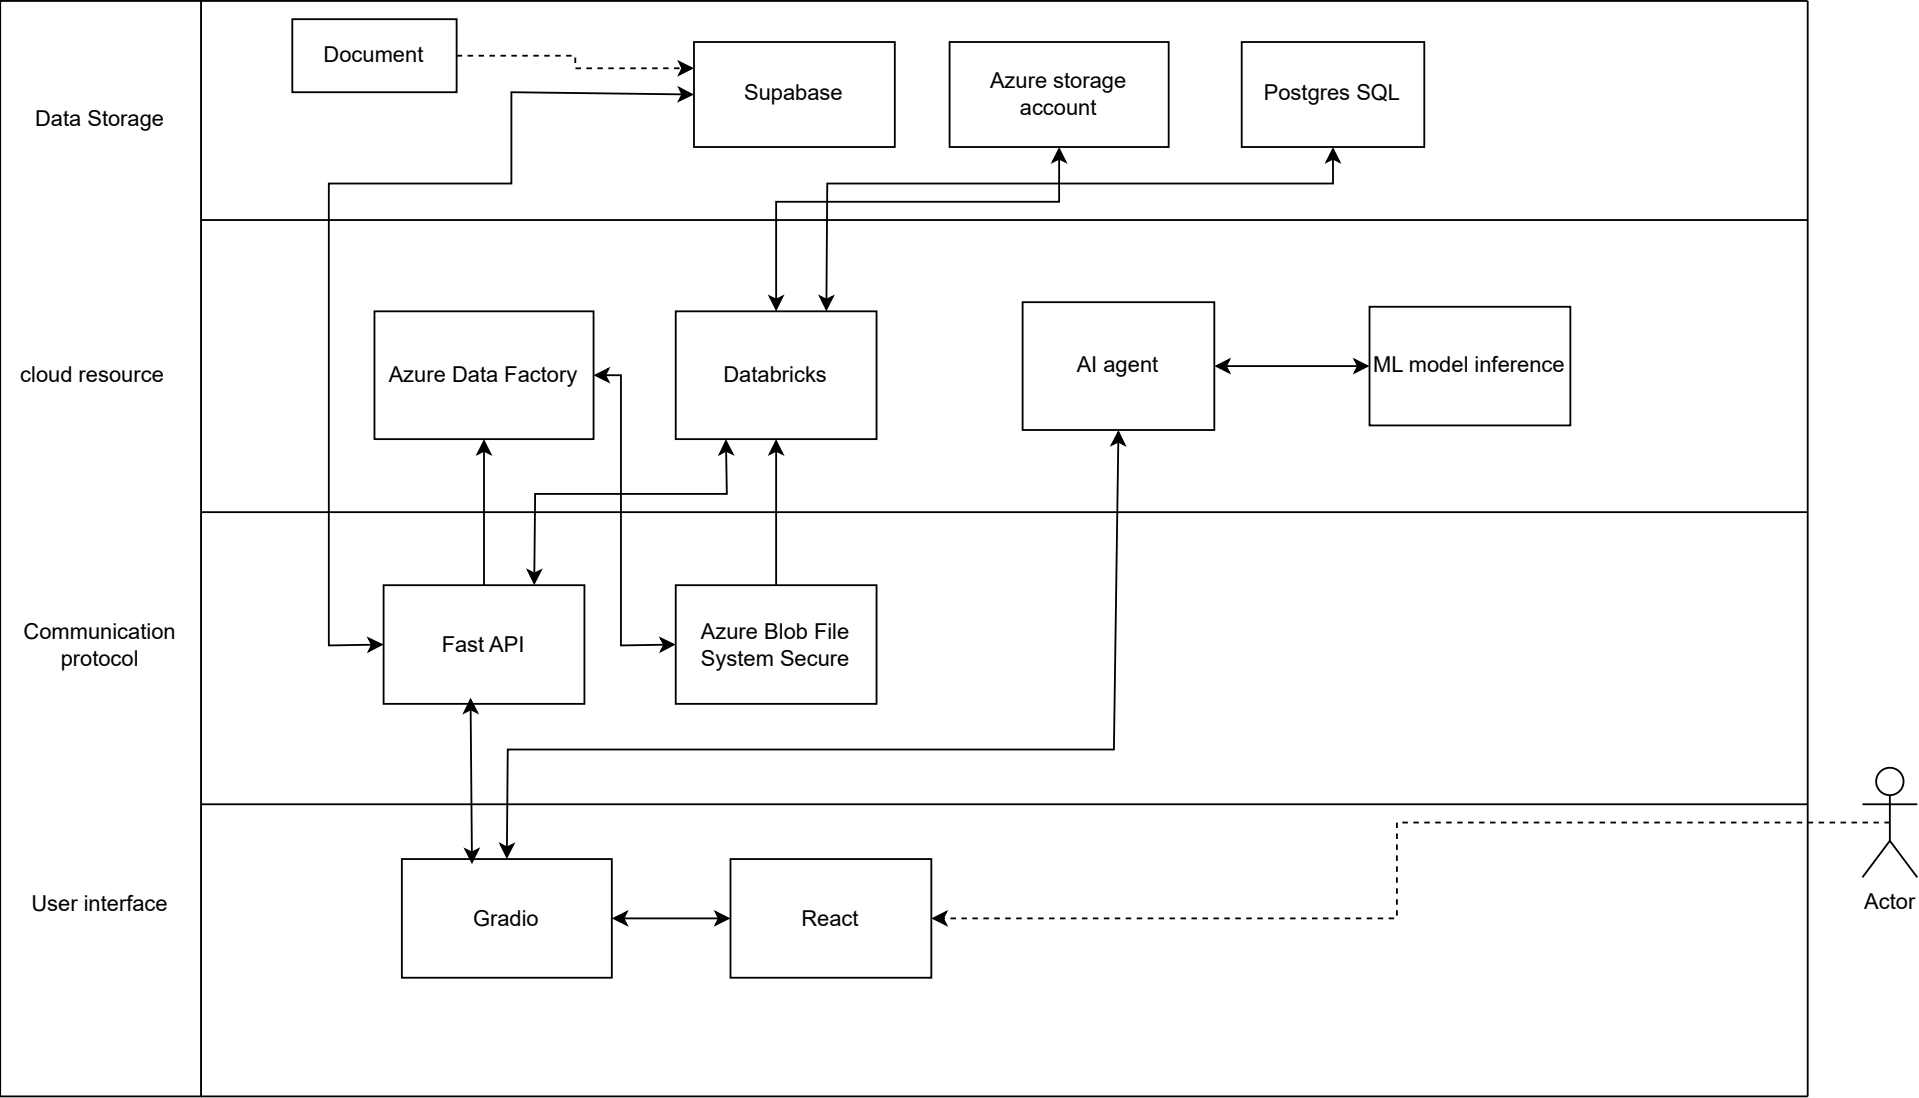 Data Storage
Document
Supabase
Azure storage
account
Postgres SQL
cloud resource
Azure Data Factory
Databricks
AI agent
ML model inference
Communication
protocol
Fast API
Azure Blob File
System Secure
User interface
Gradio
React
Actor